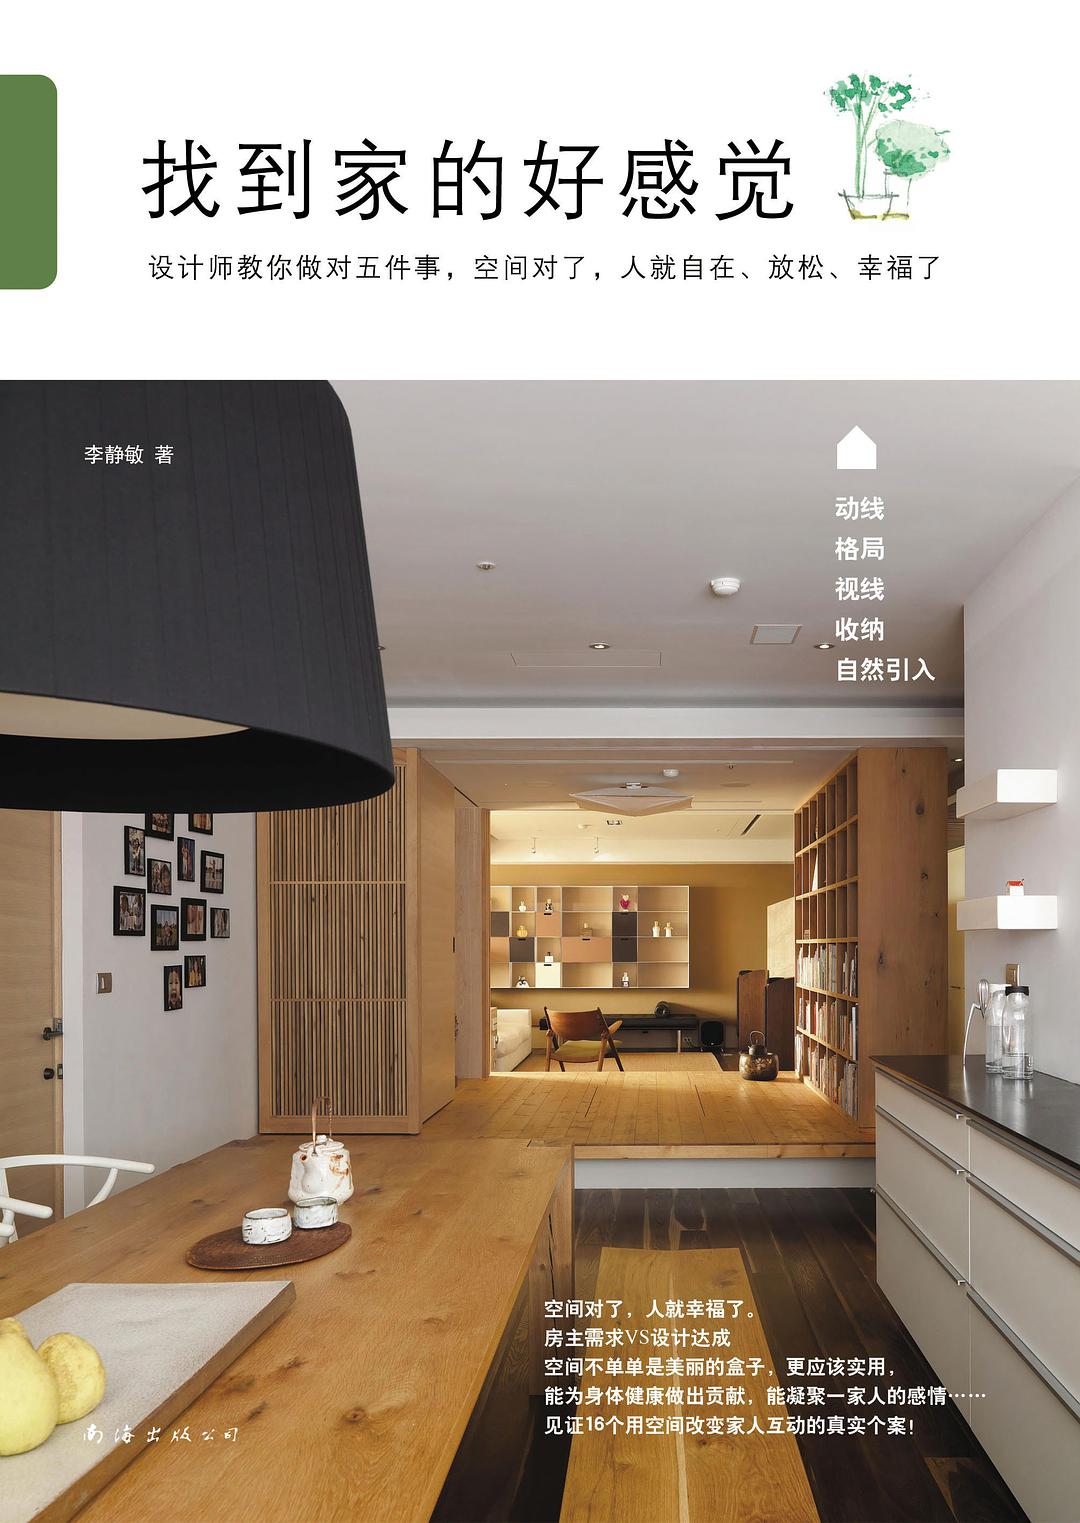 找到家的好感觉
设计师教你做对五件事，空间对了，人就自在、放松、幸福了
李静敏 著
动线
格局
视线
收纳
自然引入
空间对了，人就幸福了。
房主需求VS设计达成
空间不单单是美丽的盒子，更应该实用，
能为身体健康做出贡献，能凝聚一家人的感情……
见证16个用空间改变家人互动的真实个案！
南海出版公司